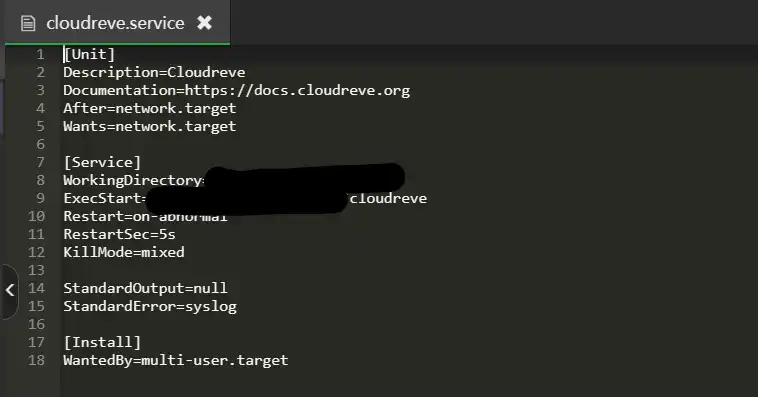 cloudreve.service
1 [Unit]
2 Description=Cloudreve
3 Documentation=https://docs.cloudreve.org
4 After=network.target
5 Wants=network.target
6
7 [Service]
8 WorkingDirectory=
9 ExecStart= cloudreve
10 Restart=on-abnormal
11 RestartSec=5s
12 KillMode=mixed
13
14 StandardOutput=null
15 StandardError=syslog
16
17 [Install]
18 WantedBy=multi-user.target